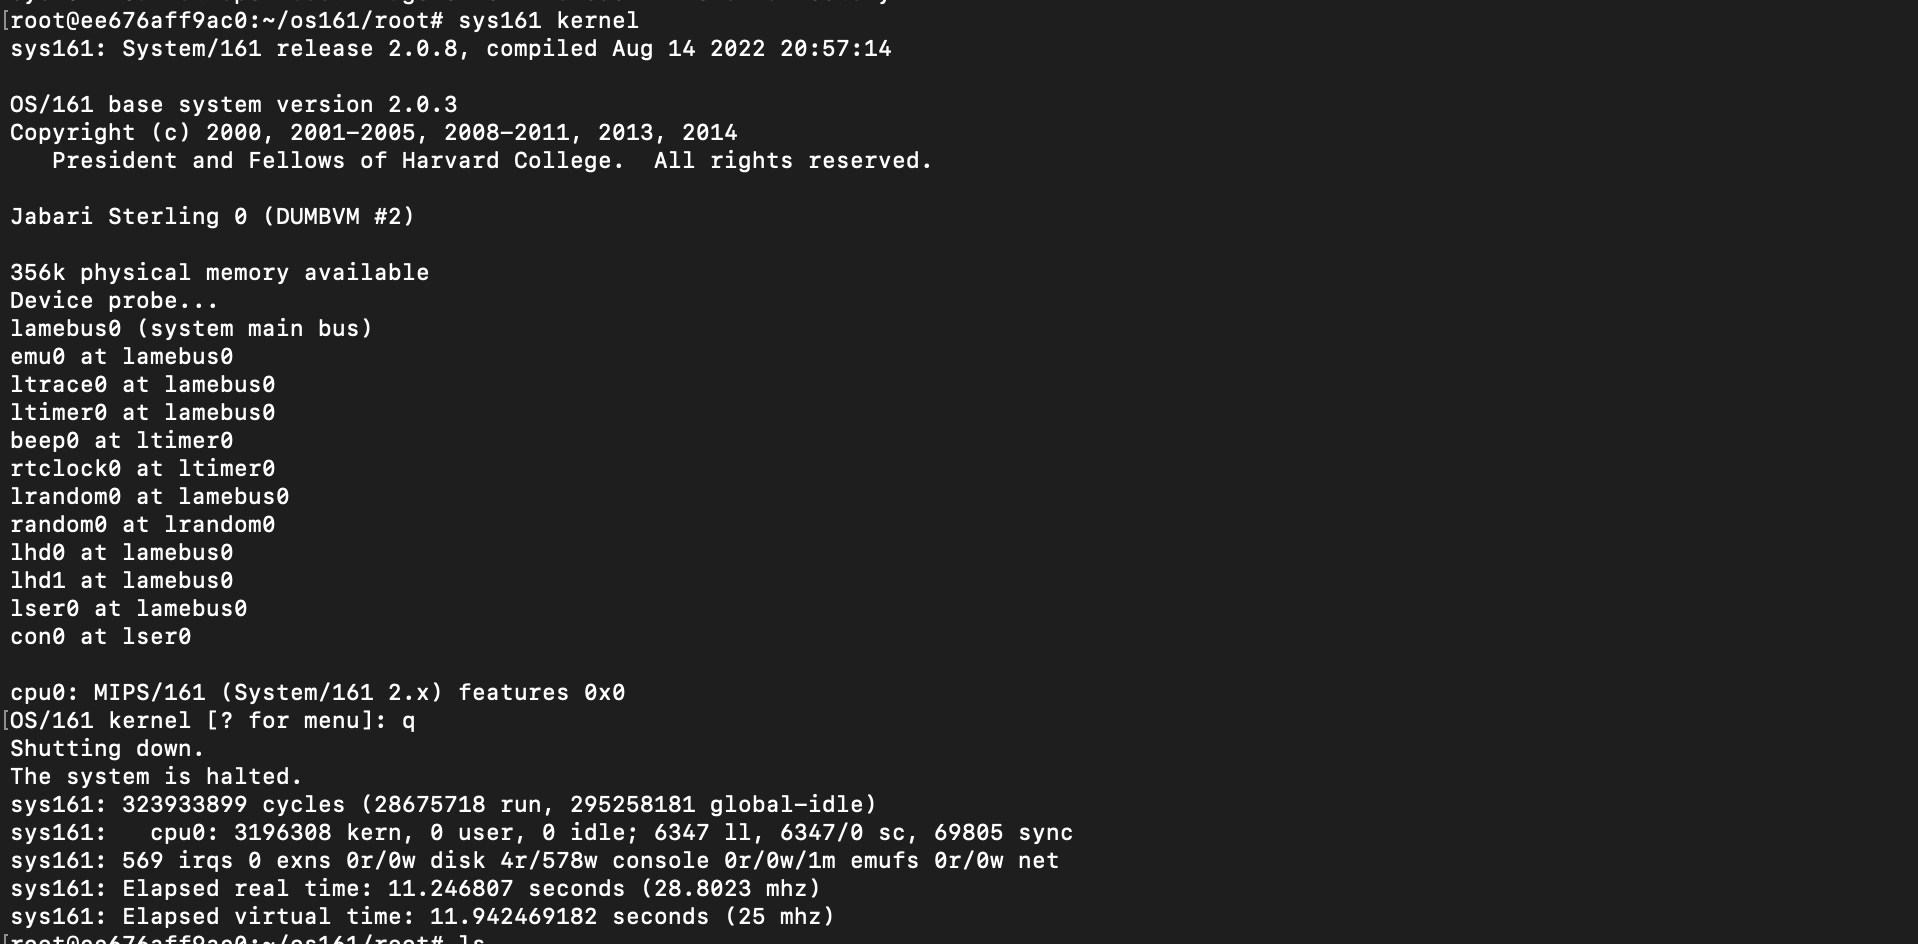 [root@ee676aff9ac0:~/os161/root# sys161 kernel
sys161: System/161 release 2.0.8, compiled Aug 14 2022 20:57:14
OS/161 base system version 2.0.3
Copyright (c) 2000, 2001-2005, 2008-2011, 2013, 2014
   President and Fellows of Harvard College.  All rights reserved.
Jabari Sterling 0 (DUMBVM #2)
356k physical memory available
Device probe...
lamebus0 (system main bus)
emu0 at lamebus0
ltrace0 at lamebus0
ltimer0 at lamebus0
beep0 at ltimer0
rtclock0 at ltimer0
lrandom0 at lamebus0
random0 at lrandom0
lhd0 at lamebus0
lhd1 at lamebus0
lser0 at lamebus0
con0 at lser0
cpu0: MIPS/161 (System/161 2.x) features 0x0
[OS/161 kernel [? for menu]: q
Shutting down.
The system is halted.
sys161: 323933899 cycles (28675718 run, 295258181 global-idle)
sys161:   cpu0: 3196308 kern, 0 user, 0 idle; 6347 ll, 6347/0 sc, 69805 sync
sys161: 569 irqs 0 exns 0r/0w disk 4r/578w console 0r/0w/1m emufs 0r/0w net
sys161: Elapsed real time: 11.246807 seconds (28.8023 mhz)
sys161: Elapsed virtual time: 11.942469182 seconds (25 mhz)
[root@ee676aff9ac0:~/os161/root# ls